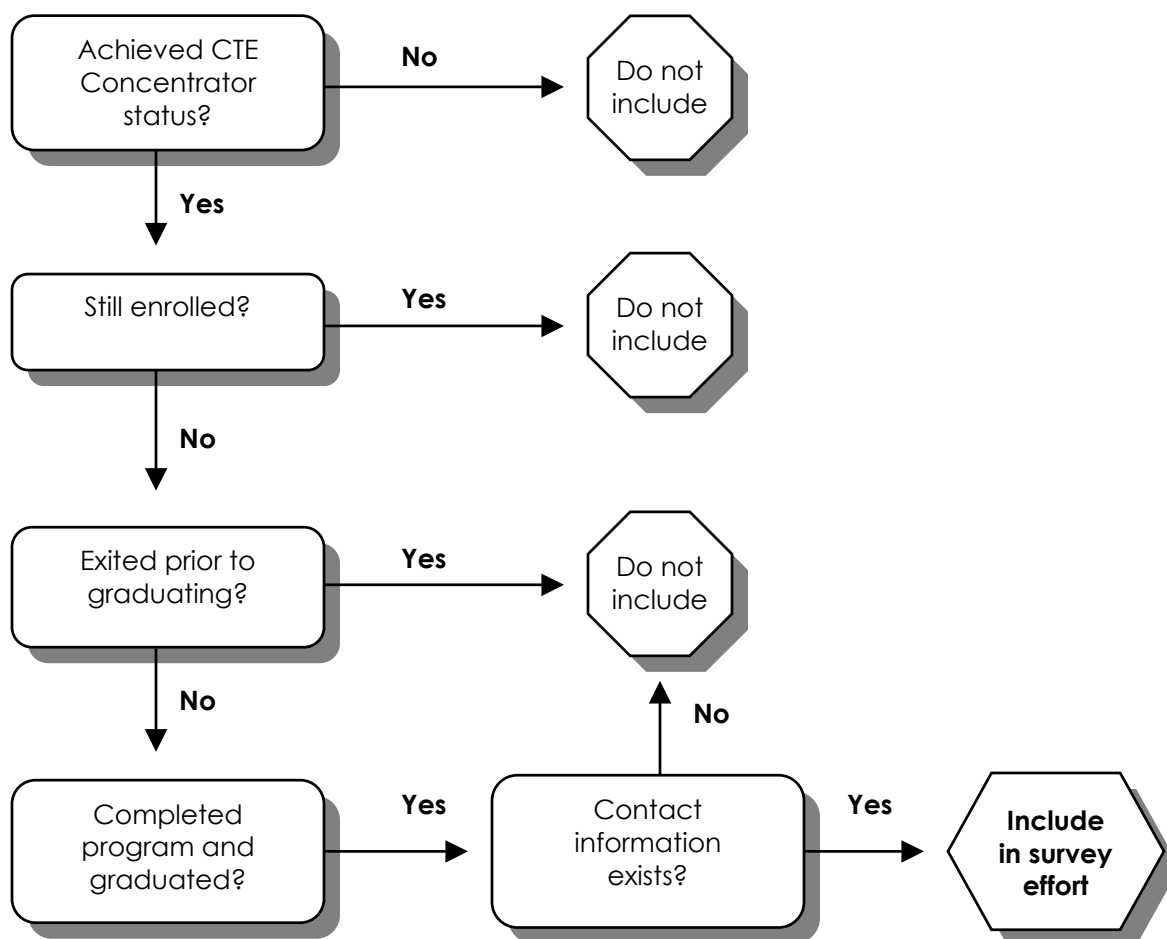 Achieved CTE
Concentrator
status?
No
Do not
include
Yes
Still enrolled?
Yes
Do not
include
No
Exited prior to
graduating?
Yes
Do not
include
No
No
Completed
program and
graduated?
Yes
Contact
information
exists?
Yes
Include
in survey
effort